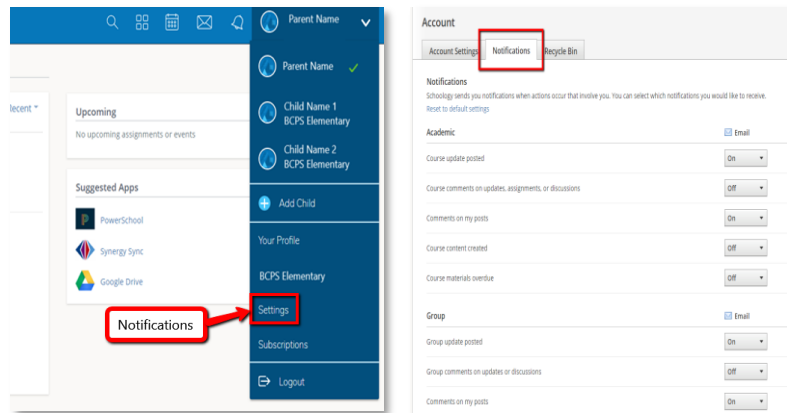 Parent Name
Parent Name
Child Name 1
BCPS Elementary
Child Name 2
BCPS Elementary
Add Child
Your Profile
BCPS Elementary
Settings
Subscriptions
Logout
ecent
Upcoming
No upcoming assignments or events
Suggested Apps
PowerSchool
Synergy Sync
Google Drive
Notifications
Account
Account Settings Notifications Recycle Bin
Notifications
Schoology sends you notifications when actions occur that involve you. You can select which notifications you would like to receive.
Reset to default settings
Academic Email
Course update posted On
Course comments on updates, assignments, or discussions Off
Comments on my posts On
Course content created Off
Course materials overdue Off
Group Email
Group update posted On
Group comments on updates or discussions Off
Comments on my posts On